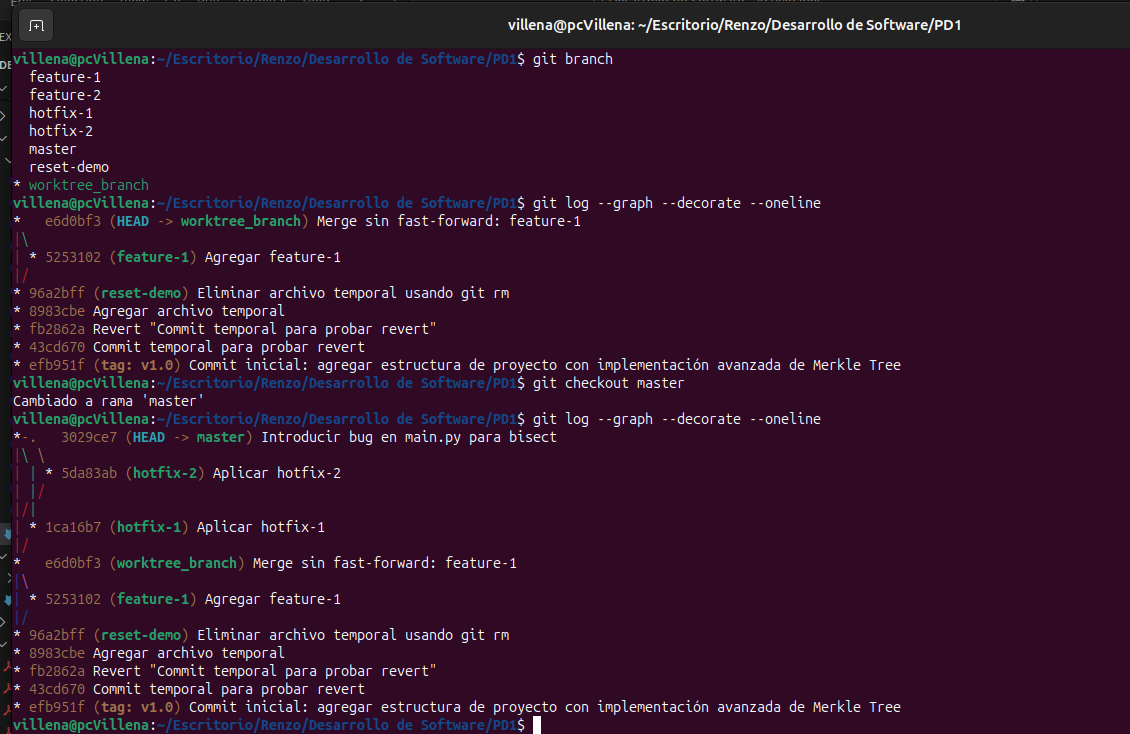 villena@pcVillena: ~/Escritorio/Renzo/Desarrollo de Software/PD1
villena@pcVillena:~/Escritorio/Renzo/Desarrollo de Software/PD1$ git branch
  feature-1
  feature-2
  hotfix-1
  hotfix-2
  master
  reset-demo
* worktree_branch
villena@pcVillena:~/Escritorio/Renzo/Desarrollo de Software/PD1$ git log --graph --decorate --oneline
*   e6d0bf3 (HEAD -> worktree_branch) Merge sin fast-forward: feature-1
|\
| * 5253102 (feature-1) Agregar feature-1
|/
* 96a2bff (reset-demo) Eliminar archivo temporal usando git rm
* 8983cbe Agregar archivo temporal
* fb2862a Revert "Commit temporal para probar revert"
* 43cd670 Commit temporal para probar revert
* efb951f (tag: v1.0) Commit inicial: agregar estructura de proyecto con implementación avanzada de Merkle Tree
villena@pcVillena:~/Escritorio/Renzo/Desarrollo de Software/PD1$ git checkout master
Cambiado a rama 'master'
villena@pcVillena:~/Escritorio/Renzo/Desarrollo de Software/PD1$ git log --graph --decorate --oneline
*-.   3029ce7 (HEAD -> master) Introducir bug en main.py para bisect
|\ \
| | * 5da83ab (hotfix-2) Aplicar hotfix-2
| |/
|/|
| * 1ca16b7 (hotfix-1) Aplicar hotfix-1
|/
*   e6d0bf3 (worktree_branch) Merge sin fast-forward: feature-1
|\
| * 5253102 (feature-1) Agregar feature-1
|/
* 96a2bff (reset-demo) Eliminar archivo temporal usando git rm
* 8983cbe Agregar archivo temporal
* fb2862a Revert "Commit temporal para probar revert"
* 43cd670 Commit temporal para probar revert
* efb951f (tag: v1.0) Commit inicial: agregar estructura de proyecto con implementación avanzada de Merkle Tree
villena@pcVillena:~/Escritorio/Renzo/Desarrollo de Software/PD1$